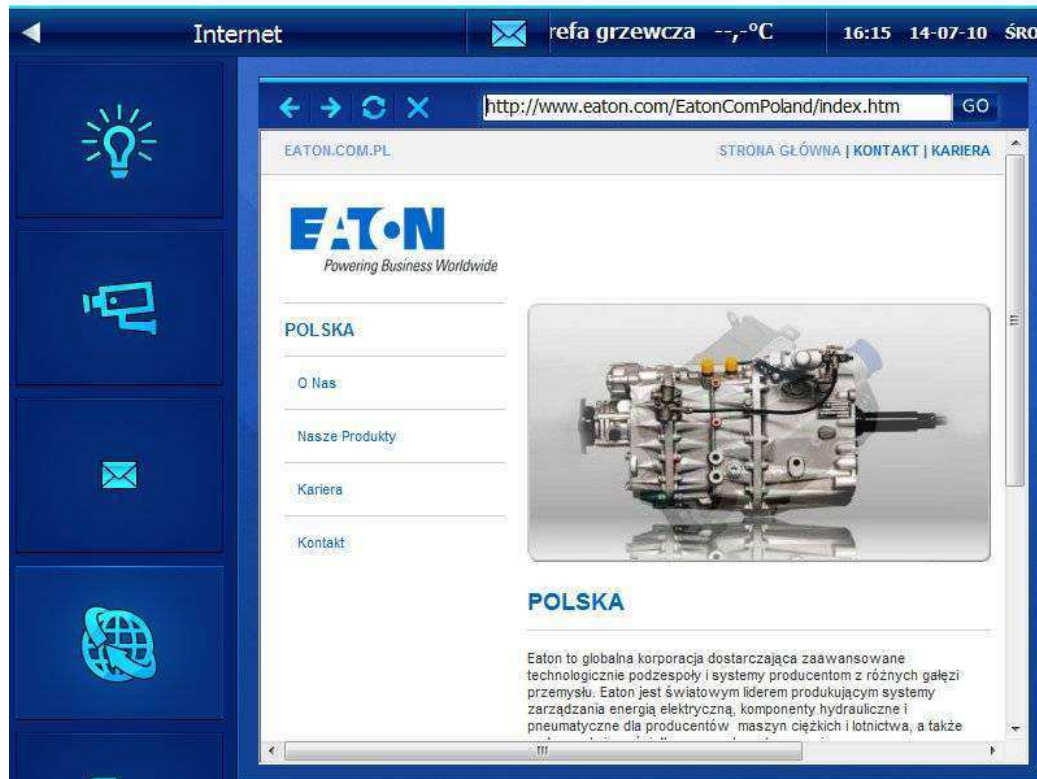 Internet
refa grzewcza --,-°C
16:15 14-07-10 ŚRO
http://www.eaton.com/EatonComPoland/index.htm GO
EATON.COM.PL
STRONA GŁÓWNA | KONTAKT | KARIERA
EATON
Powering Business Worldwide
POLSKA
O Nas
Nasze Produkty
Kariera
Kontakt
POLSKA
Eaton to globalna korporacja dostarczająca zaawansowane
technologicznie podzespoły i systemy producentom z różnych gałęzi
przemysłu. Eaton jest światowym liderem produkującym systemy
zarządzania energią elektryczną, komponenty hydrauliczne i
pneumatyczne dla producentów maszyn ciężkich i lotnictwa, a także